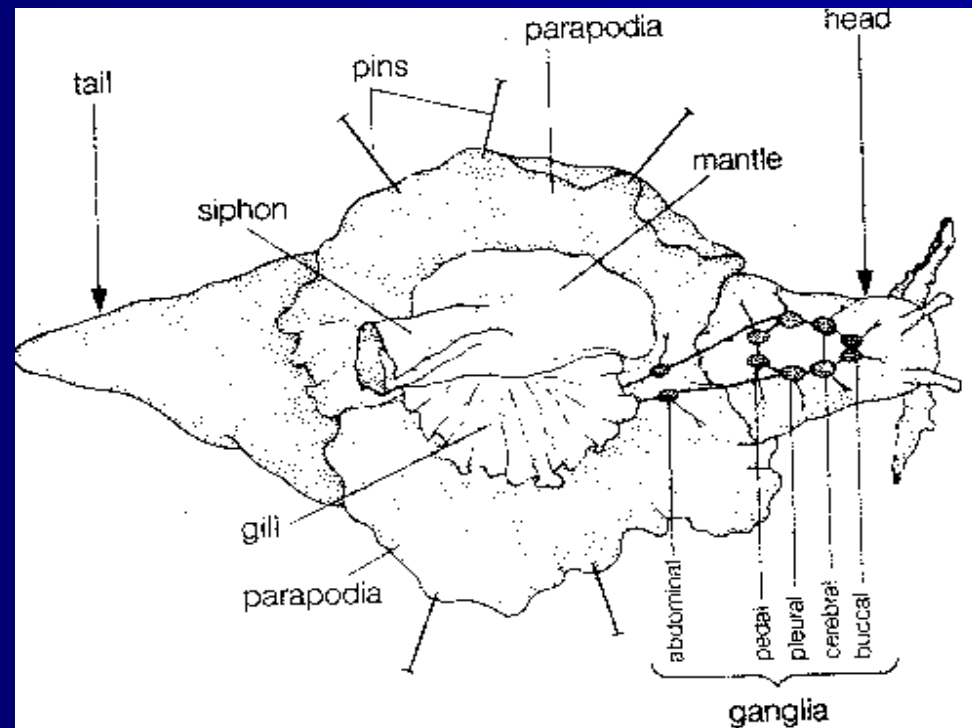 head
parapodia
pins
tail
mantle
siphon
gill
parapodia
abdominal
pedal
pleural
cerebral
buccal
ganglia